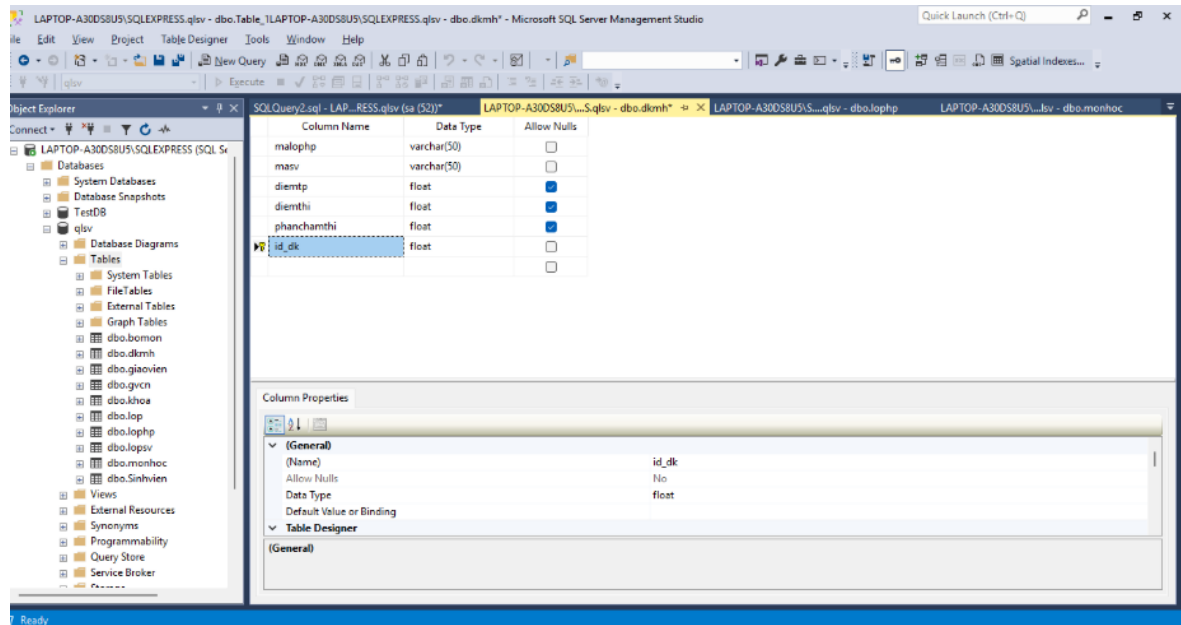 LAPTOP-A30DS8U5\SQLEXPRESS.qlsv - dbo.Table_1LAPTOP-A30DS8U5\SQLEXPRESS.qlsv - dbo.dkmh* - Microsoft SQL Server Management Studio
Quick Launch (Ctrl+Q)
ile Edit View Project Table Designer Tools Window Help
New Query
Spatial Indexes...
qlsv
Execute
Object Explorer
SQLQuery2.sql - LAP...RESS.qlsv (sa (52))*
LAPTOP-A30DS8U5\...S.qlsv - dbo.dkmh*
LAPTOP-A30DS8U5\S....qlsv - dbo.lophp
LAPTOP-A30DS8U5\...lsv - dbo.monhoc
Connect
LAPTOP-A30DS8U5\SQLEXPRESS (SQL Se
Databases
System Databases
Database Snapshots
TestDB
qlsv
Database Diagrams
Tables
System Tables
FileTables
External Tables
Graph Tables
dbo.bomon
dbo.dkmh
dbo.giaovien
dbo.gvcn
dbo.khoa
dbo.lop
dbo.lophp
dbo.lopsv
dbo.monhoc
dbo.Sinhvien
Views
External Resources
Synonyms
Programmability
Query Store
Service Broker
Storage
Column Name Data Type Allow Nulls
malophp varchar(50)
masv varchar(50)
diemtp float
diemthi float
phanchamthi float
id_dk float
Column Properties
(General)
(Name) id_dk
Allow Nulls No
Data Type float
Default Value or Binding
Table Designer
(General)
Ready